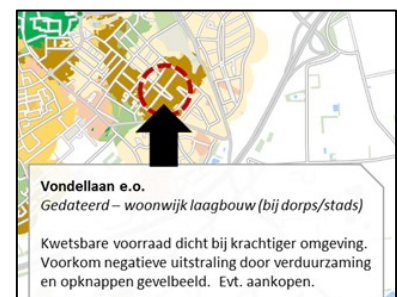 Vondellaan e.o.
Gedateerd – woonwijk laagbouw (bij dorps/stads)
Kwetsbare voorraad dicht bij krachtiger omgeving.
Voorkom negatieve uitstraling door verduurzaming
en opknappen gevelbeeld. Evt. aankopen.